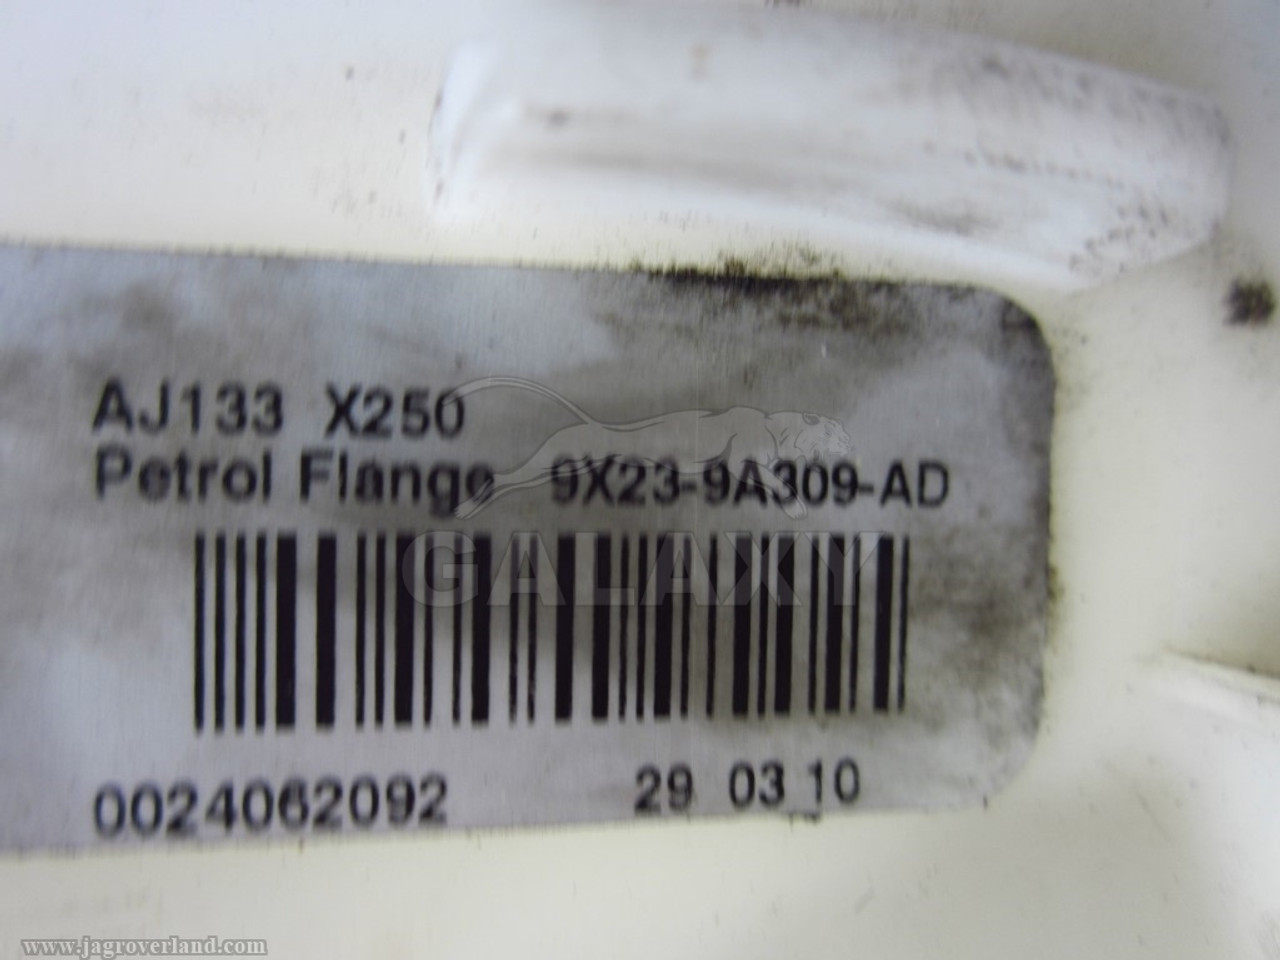 AJ133 X250
Petrol Flange 9X23-9A309-AD
GALAXY
0024062092 29 03 10
www.jagroverland.com